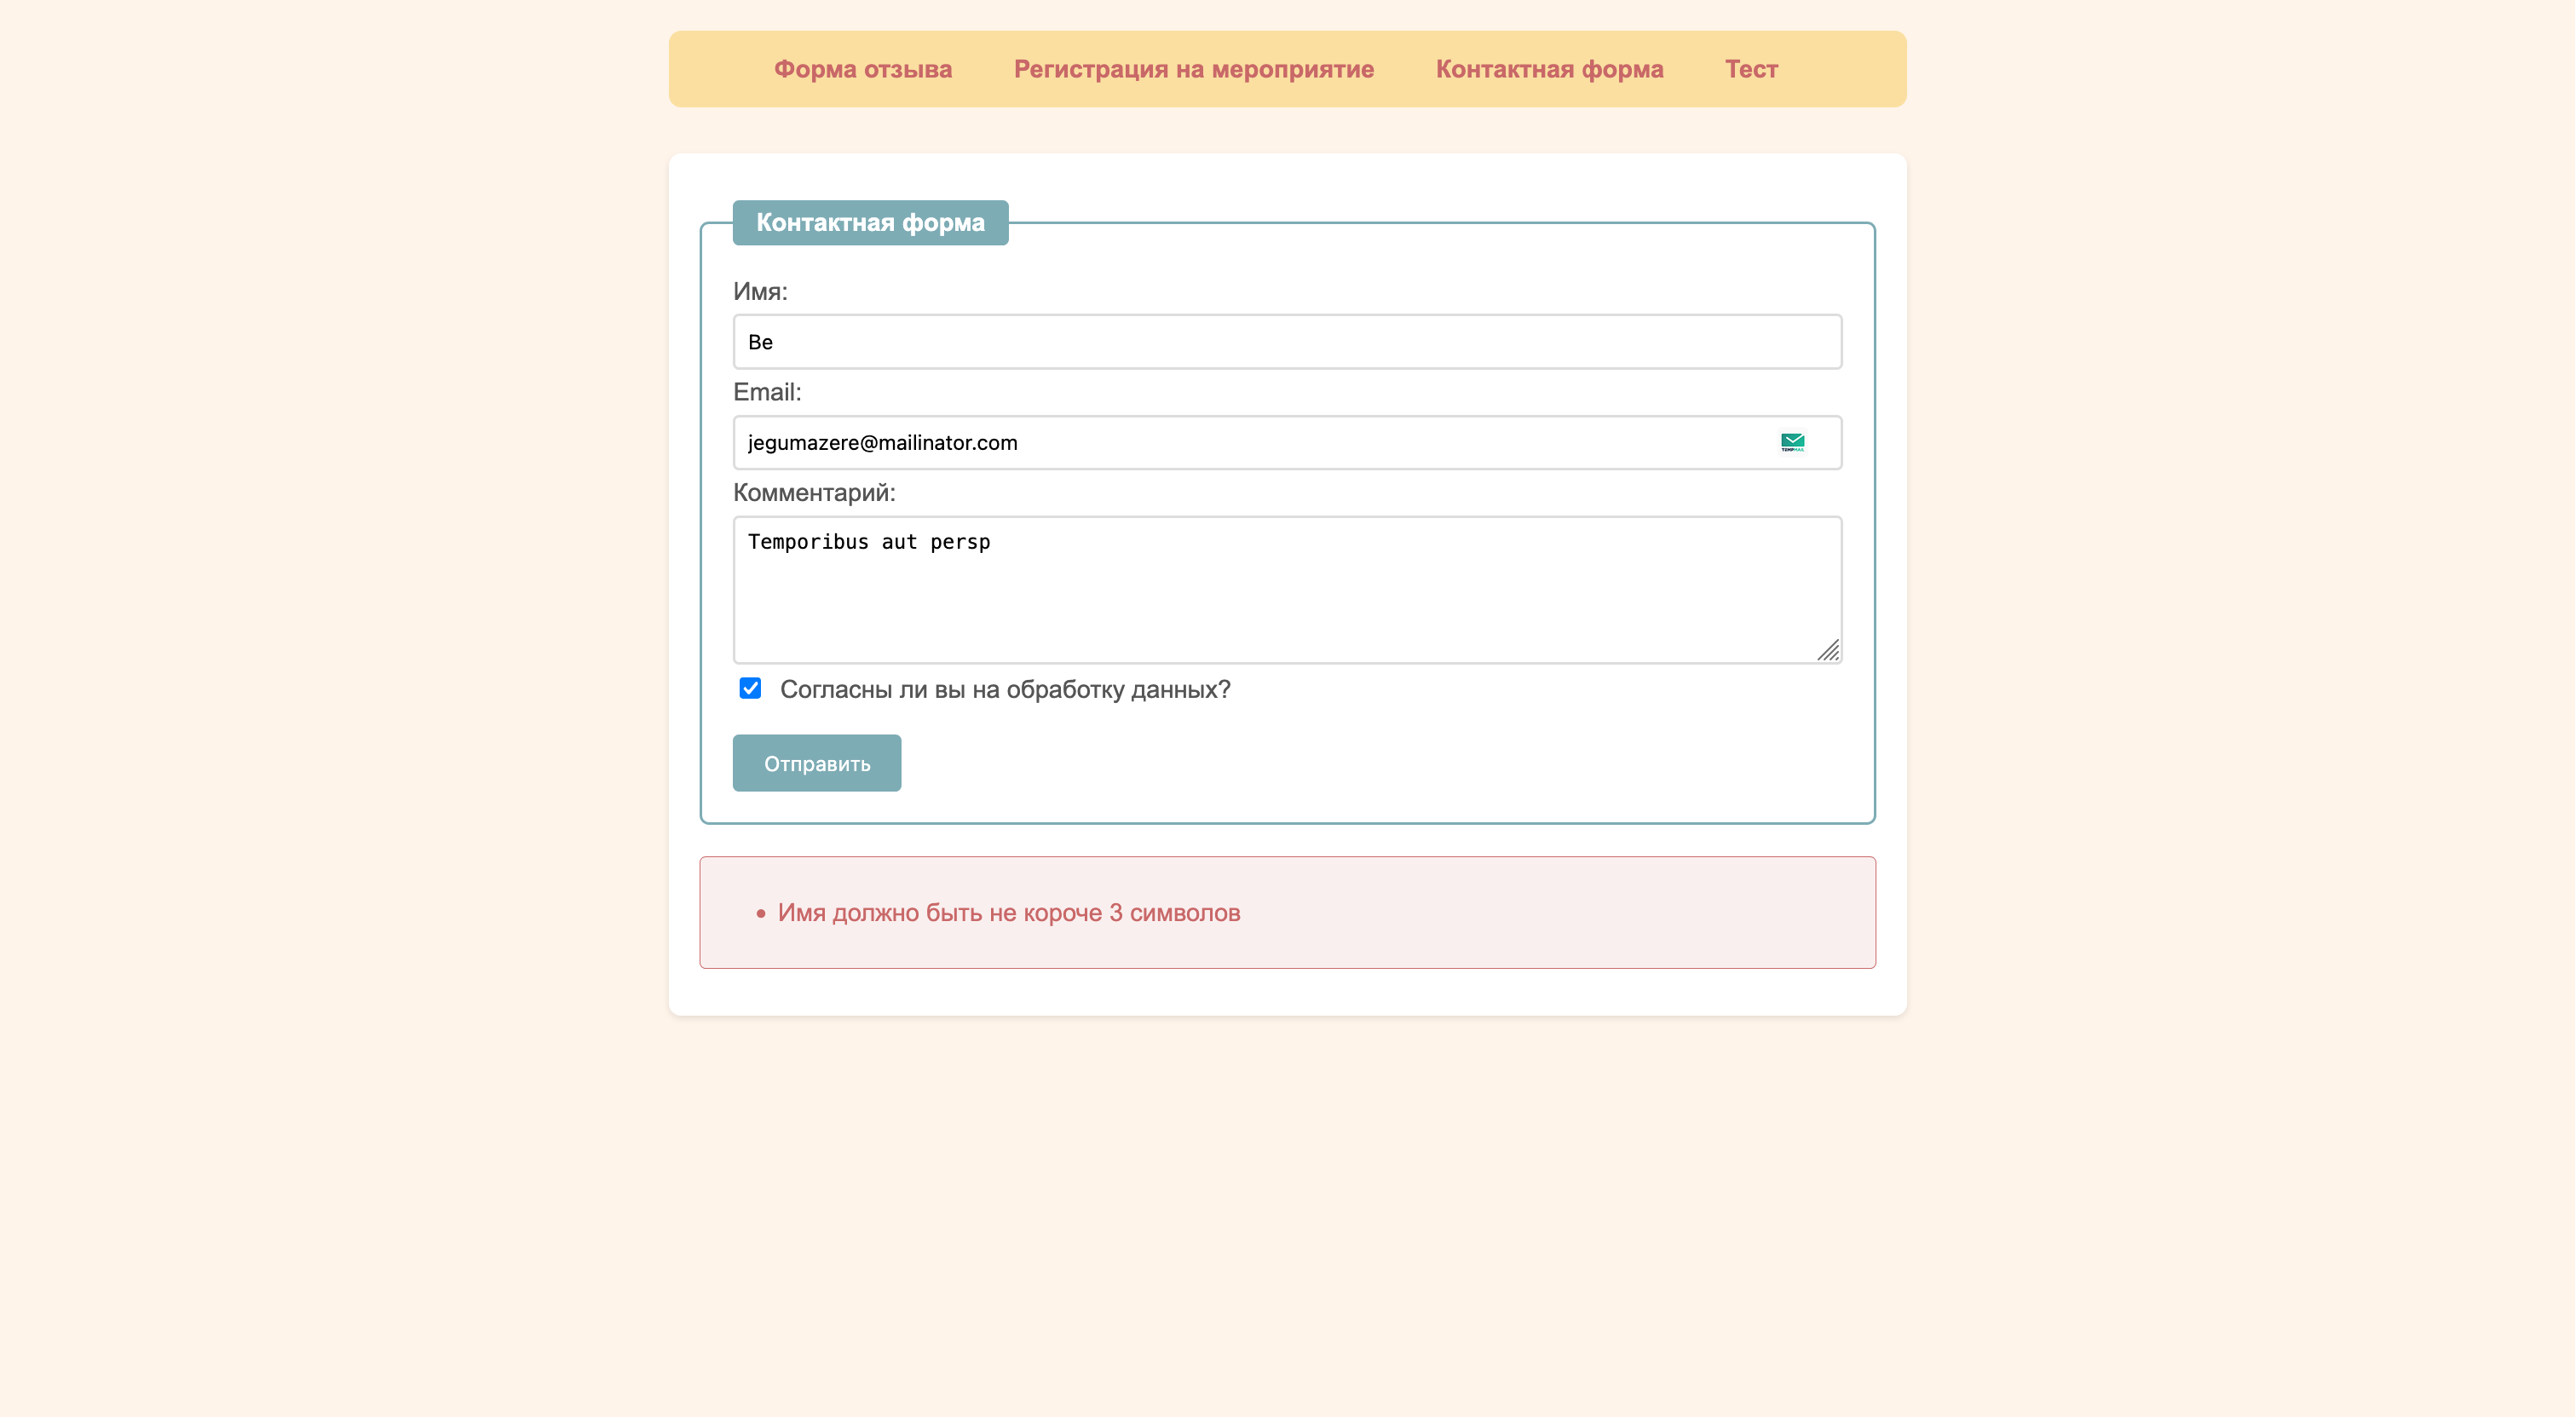 Форма отзыва Регистрация на мероприятие Контактная форма Тест
Контактная форма
Имя:
Be
Email:
jegumazere@mailinator.com
TEMPMAIL
Комментарий:
Temporibus aut persp
Согласны ли вы на обработку данных?
Отправить
Имя должно быть не короче 3 символов